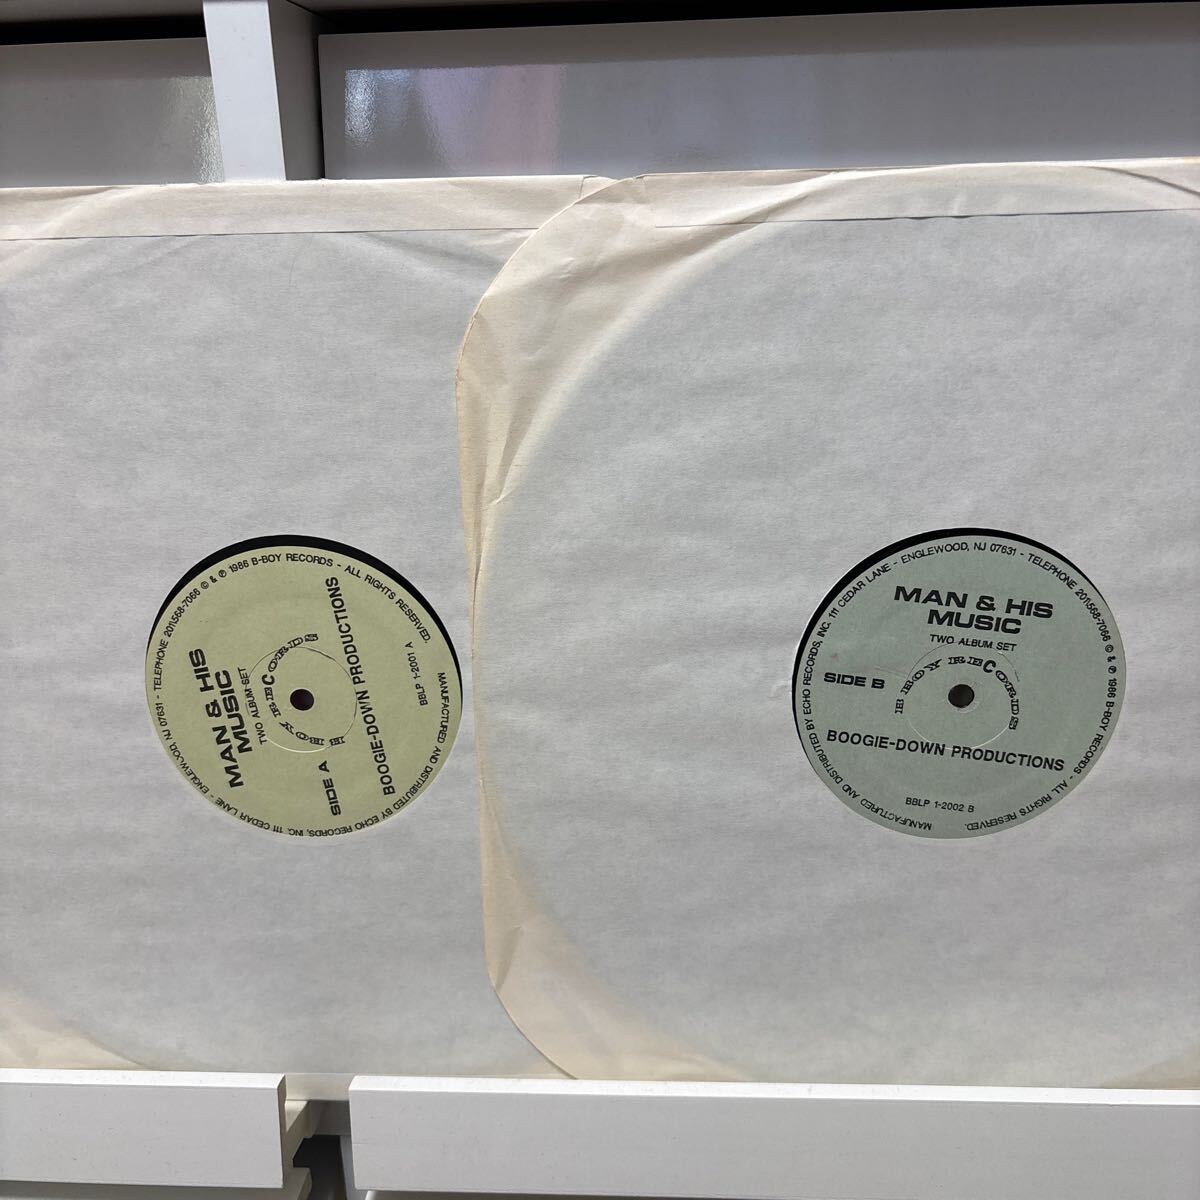 MAN & HIS
MUSIC
TWO ALBUM SET
B BOY RECORDS
SIDE A
BOOGIE-DOWN PRODUCTIONS
BBLP 1-2001 A
MANUFACTURED AND DISTRIBUTED BY ECHO RECORDS, INC. 111 CEDAR LANE - ENGLEWOOD, NJ 07631 - TELEPHONE 201\568-7066 © & ℗ 1986 B-BOY RECORDS - ALL RIGHTS RESERVED.
MAN & HIS
MUSIC
TWO ALBUM SET
SIDE B
B BOY RECORDS
BOOGIE-DOWN PRODUCTIONS
BBLP 1-2002 B
MANUFACTURED AND DISTRIBUTED BY ECHO RECORDS, INC. 111 CEDAR LANE - ENGLEWOOD, NJ 07631 - TELEPHONE 201\568-7066 © & ℗ 1986 B-BOY RECORDS - ALL RIGHTS RESERVED.